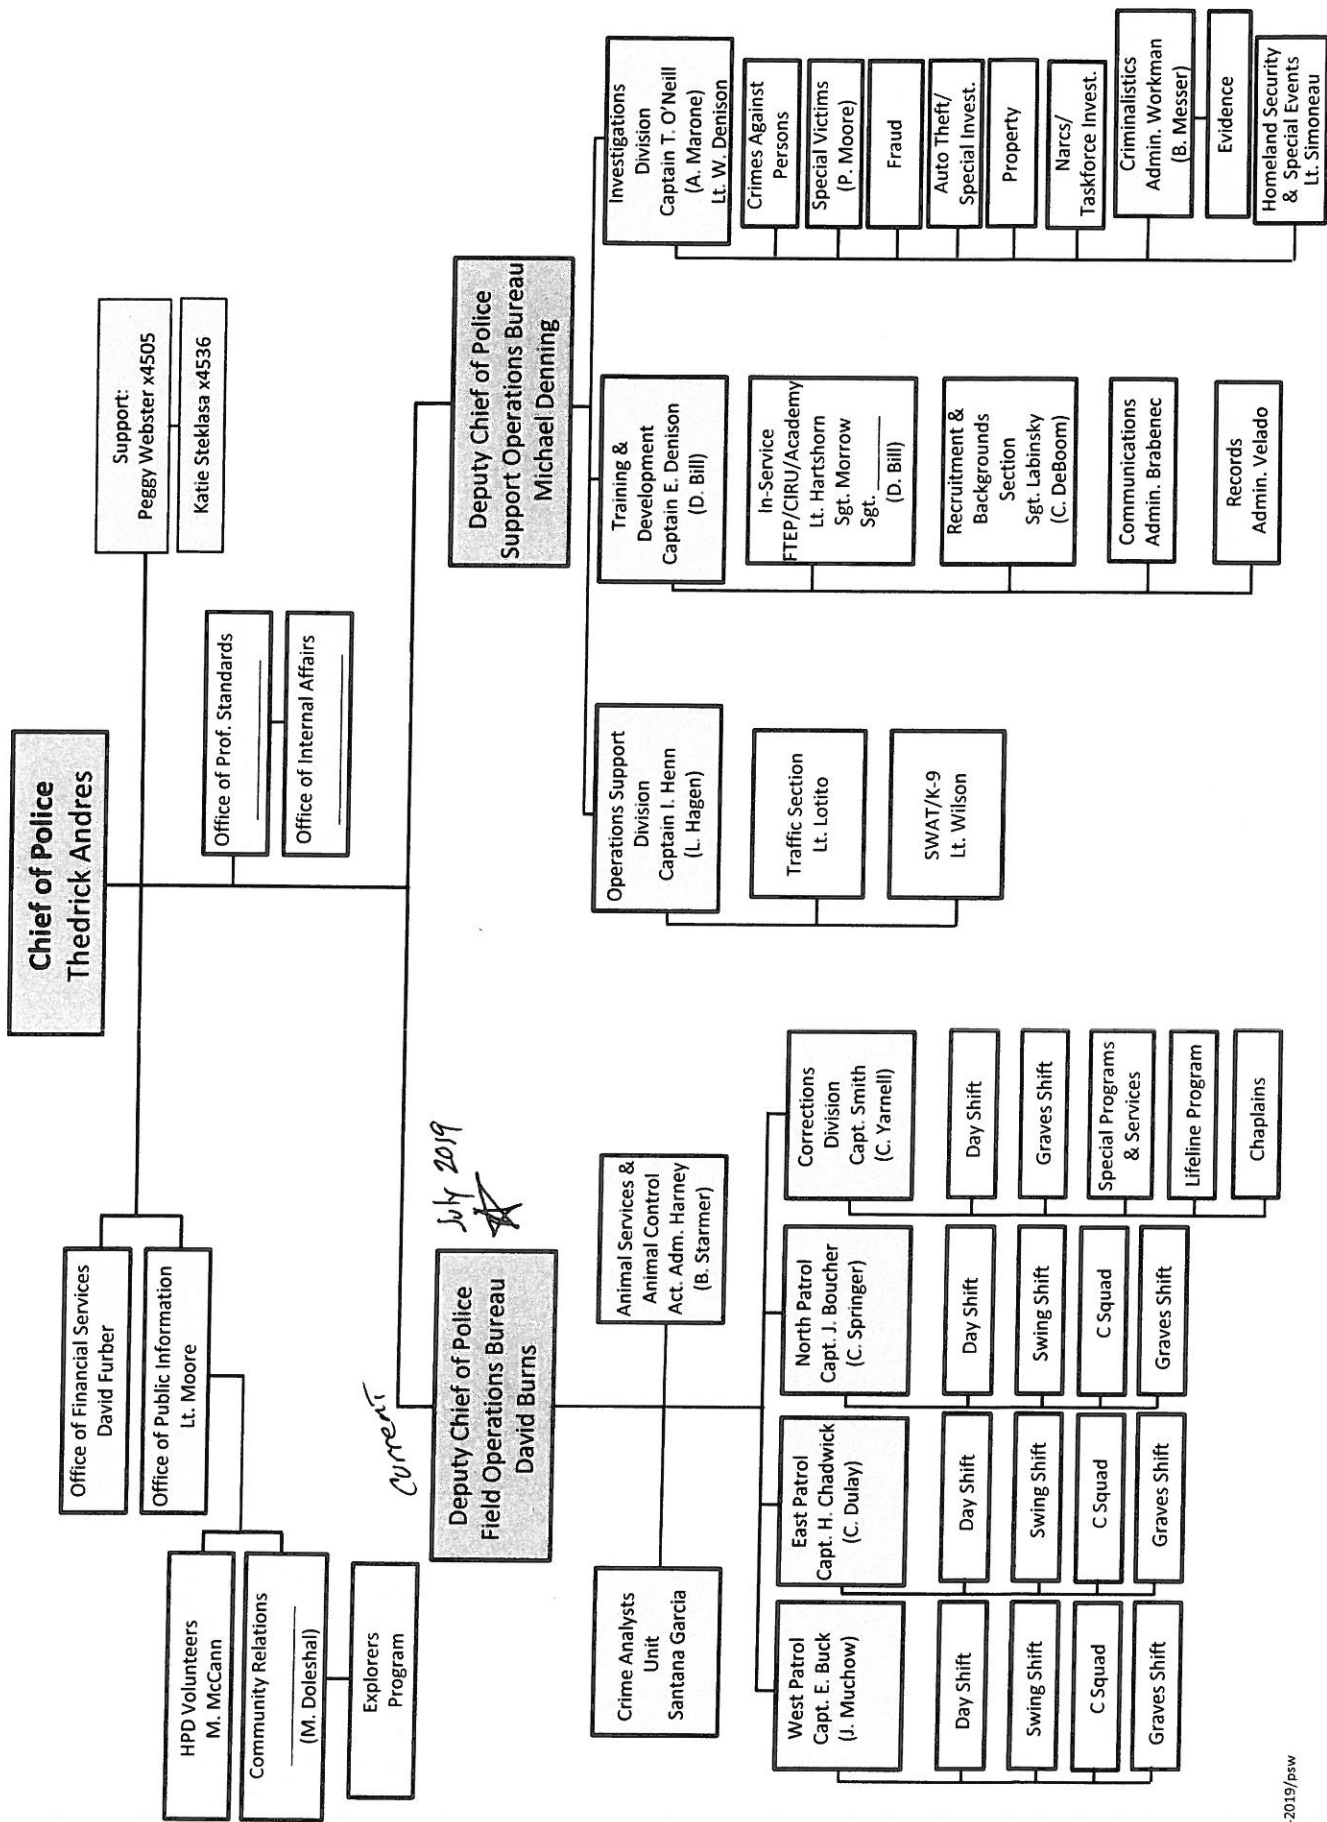 Chief of Police
Thedrick Andres
Support:
Peggy Webster x4505
Katie Steklasa x4536
Office of Financial Services
David Furber
Office of Public Information
Lt. Moore
HPD Volunteers
M. McCann
Community Relations
(M. Doleshal)
Explorers
Program
Office of Prof. Standards
Office of Internal Affairs
Current
July 2019
Deputy Chief of Police
Field Operations Bureau
David Burns
Deputy Chief of Police
Support Operations Bureau
Michael Denning
Crime Analysts
Unit
Santana Garcia
Animal Services &
Animal Control
Act. Adm. Harney
(B. Starmer)
West Patrol
Capt. E. Buck
(J. Muchow)
Day Shift
Swing Shift
C Squad
Graves Shift
East Patrol
Capt. H. Chadwick
(C. Dulay)
Day Shift
Swing Shift
C Squad
Graves Shift
North Patrol
Capt. J. Boucher
(C. Springer)
Day Shift
Swing Shift
C Squad
Graves Shift
Corrections
Division
Capt. Smith
(C. Yarnell)
Day Shift
Graves Shift
Special Programs
& Services
Lifeline Program
Chaplains
Operations Support
Division
Captain I. Henn
(L. Hagen)
Traffic Section
Lt. Lotito
SWAT/K-9
Lt. Wilson
Training &
Development
Captain E. Denison
(D. Bill)
In-Service
FTEP/CIRU/Academy
Lt. Hartshorn
Sgt. Morrow
Sgt. ________
(D. Bill)
Recruitment &
Backgrounds
Section
Sgt. Labinsky
(C. DeBoom)
Communications
Admin. Brabenec
Records
Admin. Velado
Investigations
Division
Captain T. O'Neill
(A. Marone)
Lt. W. Denison
Crimes Against
Persons
Special Victims
(P. Moore)
Fraud
Auto Theft/
Special Invest.
Property
Narcs/
Taskforce Invest.
Criminalistics
Admin. Workman
(B. Messer)
Evidence
Homeland Security
& Special Events
Lt. Simoneau
-2019/psw